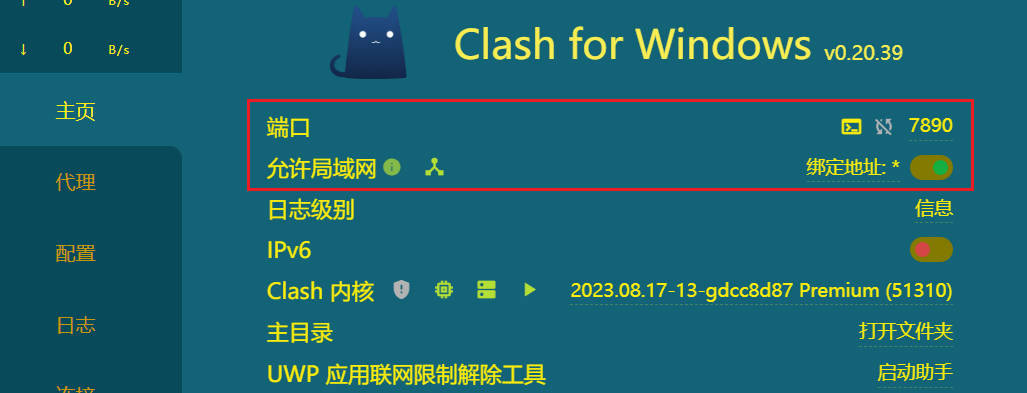 ↑ 0 B/s
↓ 0 B/s
主页
代理
配置
日志
连接
Clash for Windows v0.20.39
端口 7890
允许局域网 绑定地址: *
日志级别 信息
IPv6
Clash 内核 2023.08.17-13-gdcc8d87 Premium (51310)
主目录 打开文件夹
UWP 应用联网限制解除工具 启动助手